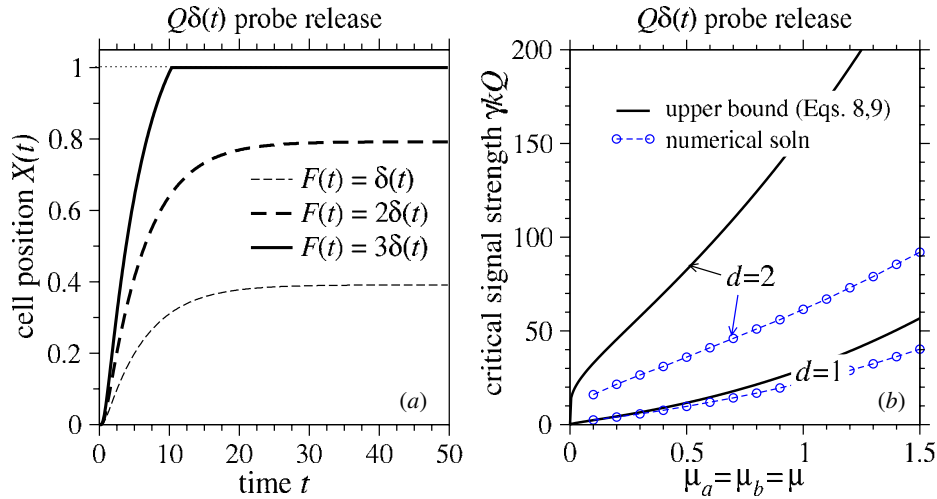 Qδ(t) probe release
cell position X(t)
1
0.8
0.6
0.4
0.2
0
F(t) = δ(t)
F(t) = 2δ(t)
F(t) = 3δ(t)
(a)
0 10 20 30 40 50
time t
Qδ(t) probe release
critical signal strength γkQ
200
150
100
50
0
upper bound (Eqs. 8,9)
numerical soln
d=2
d=1
(b)
0 0.5 1 1.5
μa=μb=μ